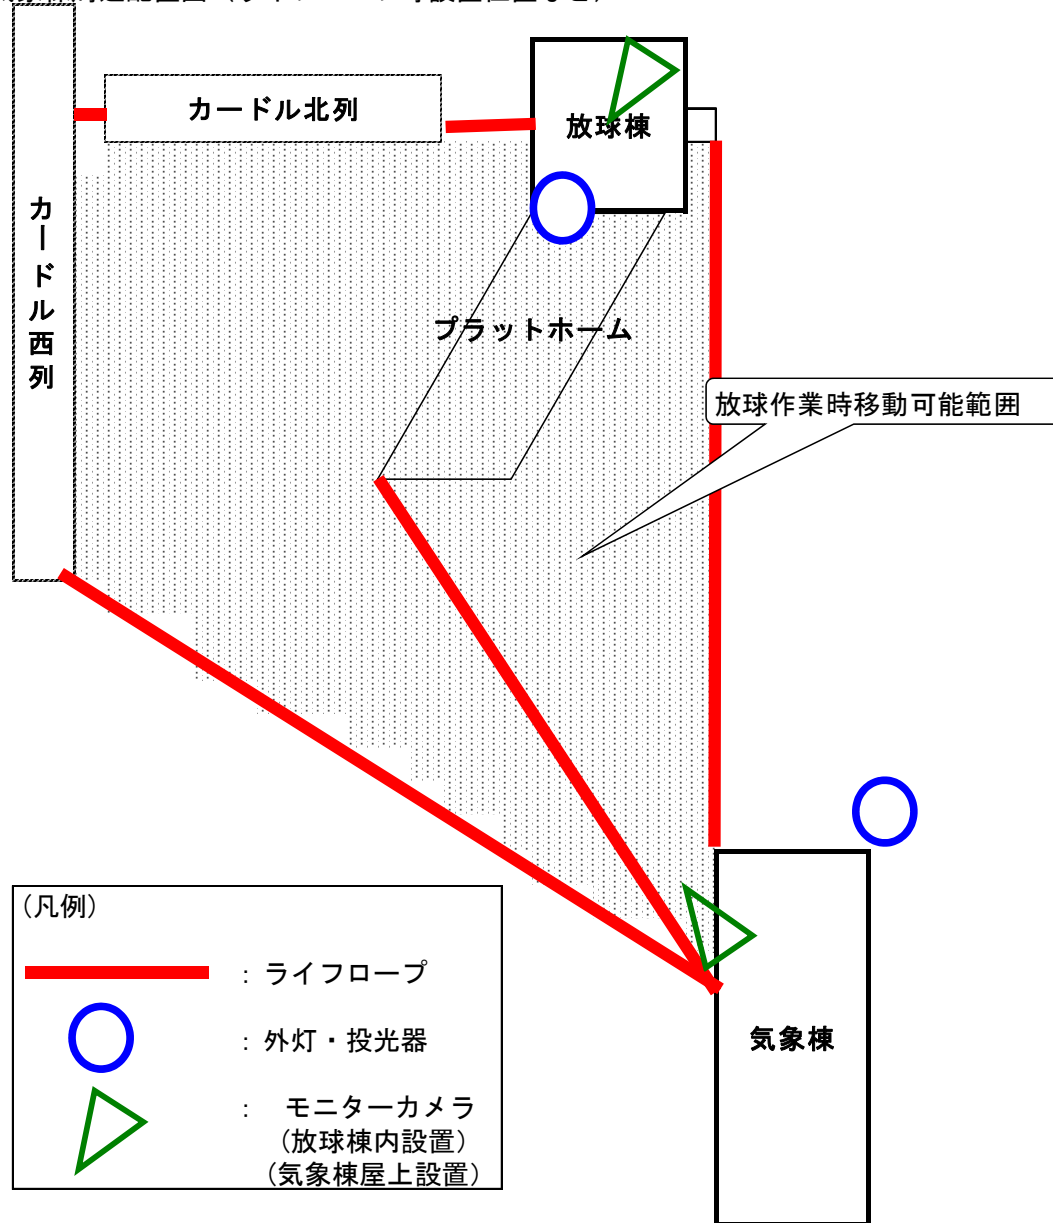 カードル北列
放球棟
カードル西列
プラットホーム
放球作業時移動可能範囲
(凡例)
: ライフロープ
: 外灯・投光器
: モニターカメラ
(放球棟内設置)
(気象棟屋上設置)
気象棟